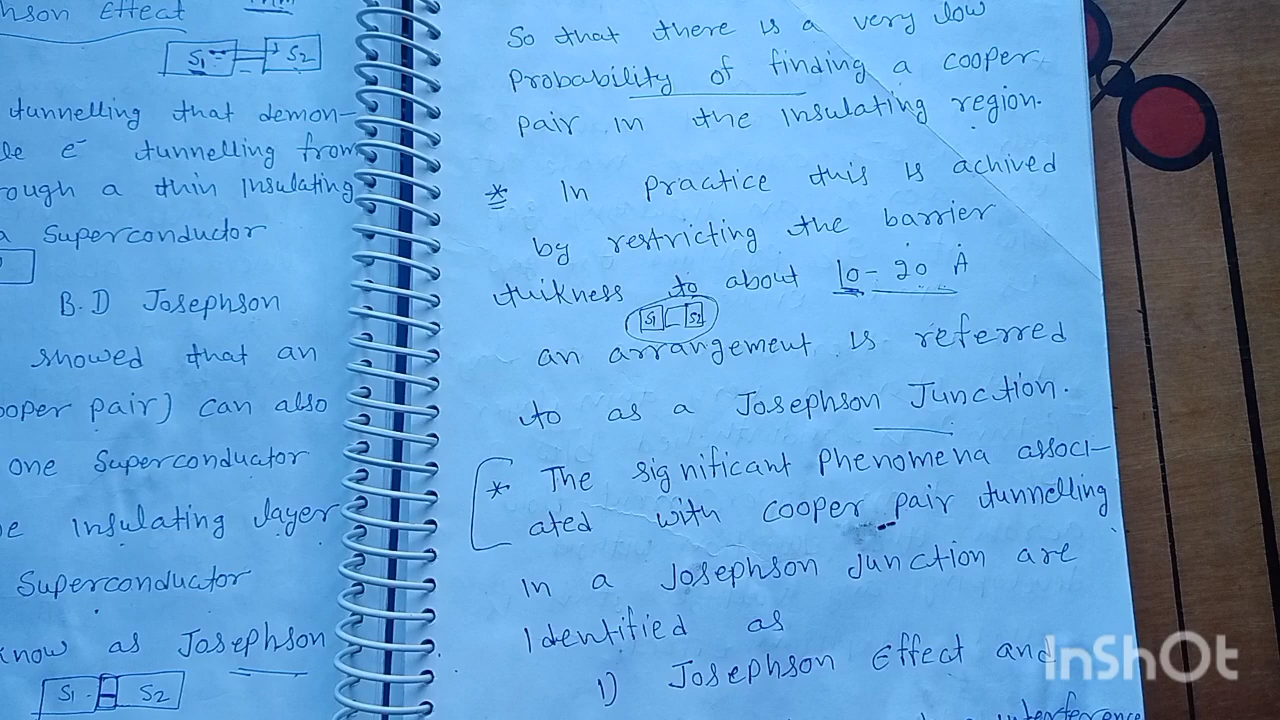 hson Effect
S1 S2
tunnelling that demon-
le e- tunnelling from
rough a thin Insulating
a Superconductor
B.D Josephson
showed that an
ooper pair) can also
one Superconductor
e Insulating layer
Superconductor
know as Josephson
S1 S2
So that there is a very low
Probability of finding a cooper
pair in the Insulating region.
* In practice this is achived
by restricting the barrier
thikness to about 10-20 Å
S1 S2
an arrangement is referred
to as a Josephson Junction.
* The significant Phenomena associ-
ated with cooper pair tunnelling
In a Josephson Junction are
Identified as
1) Josephson Effect and
interference
InShOt